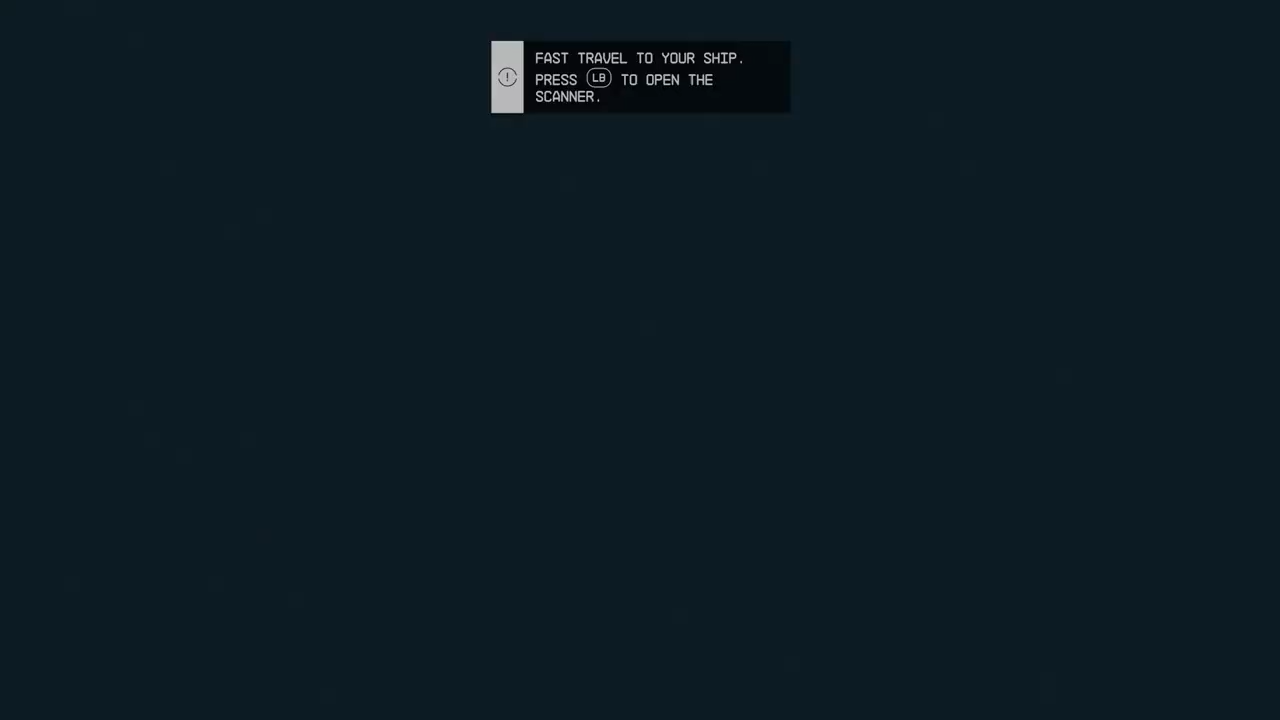 FAST TRAVEL TO YOUR SHIP.
PRESS LB TO OPEN THE
SCANNER.